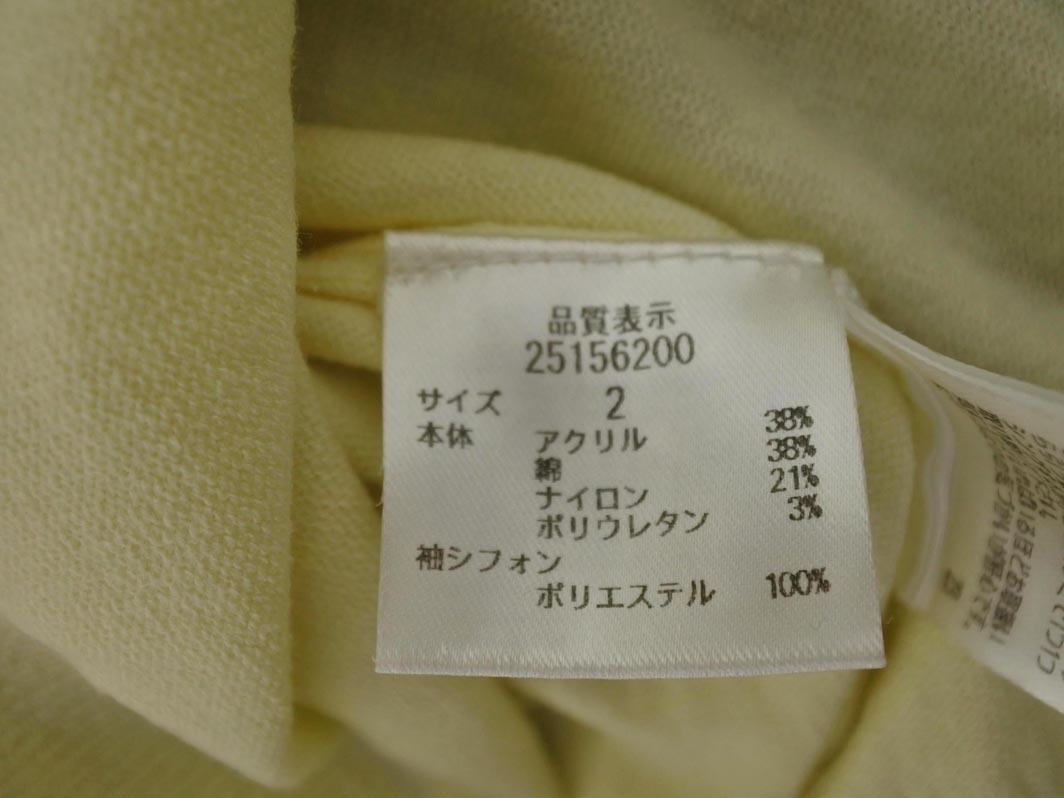 品質表示
25156200
サイズ 2
本体 アクリル 38%
綿 38%
ナイロン 21%
ポリウレタン 3%
袖シフォン
ポリエステル 100%